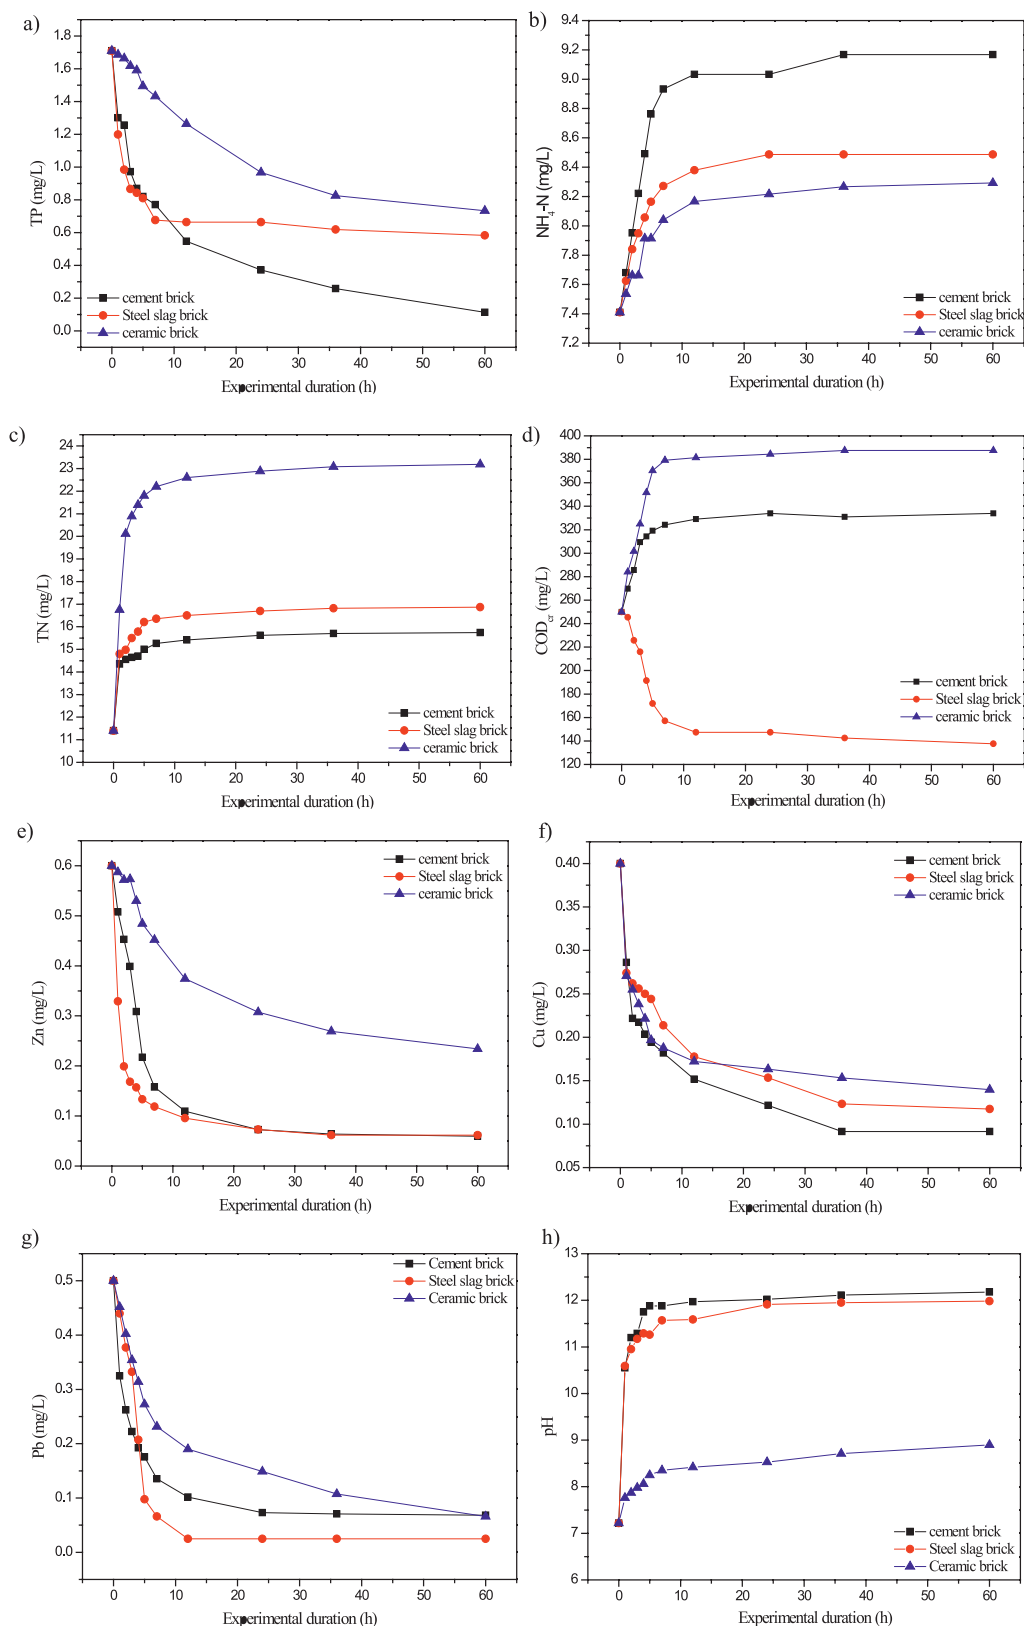 a)
1.8
1.6
1.4
1.2
1.0
0.8
0.6
0.4
0.2
0.0
TP (mg/L)
cement brick
Steel slag brick
ceramic brick
0 10 20 30 40 50 60
Experimental duration (h)
b)
9.4
9.2
9.0
8.8
8.6
8.4
8.2
8.0
7.8
7.6
7.4
7.2
NH4-N (mg/L)
cement brick
Steel slag brick
ceramic brick
0 10 20 30 40 50 60
Experimental duration (h)
c)
24
23
22
21
20
19
18
17
16
15
14
13
12
11
10
TN (mg/L)
cement brick
Steel slag brick
ceramic brick
0 10 20 30 40 50 60
Experimental duration (h)
d)
400
380
360
340
320
300
280
260
240
220
200
180
160
140
120
CODcr (mg/L)
cement brick
Steel slag brick
ceramic brick
0 10 20 30 40 50 60
Experimental duration (h)
e)
0.6
0.5
0.4
0.3
0.2
0.1
0.0
Zn (mg/L)
cement brick
Steel slag brick
ceramic brick
0 10 20 30 40 50 60
Experimental duration (h)
f)
0.40
0.35
0.30
0.25
0.20
0.15
0.10
0.05
Cu (mg/L)
cement brick
Steel slag brick
ceramic brick
0 10 20 30 40 50 60
Experimental duration (h)
g)
0,5
0,4
0,3
0,2
0,1
0,0
Pb (mg/L)
Cement brick
Steel slag brick
Ceramic brick
0 10 20 30 40 50 60
Experimental duration (h)
h)
13
12
11
10
9
8
7
6
pH
cement brick
Steel slag brick
Ceramic brick
0 10 20 30 40 50 60
Experimental duration (h)